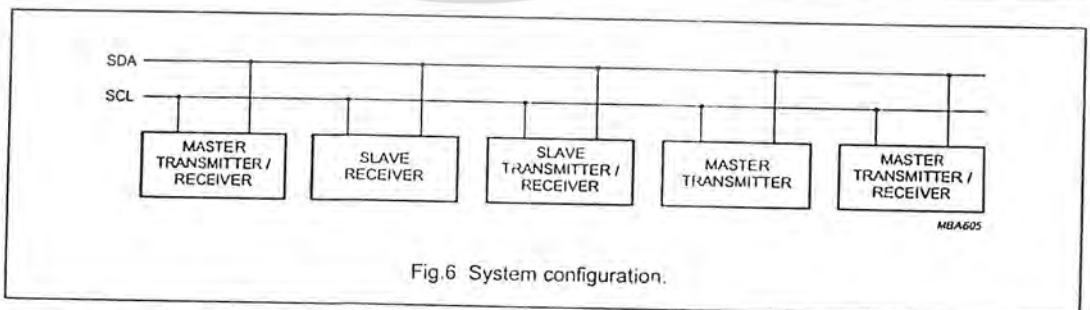 SDA
SCL
MASTER
TRANSMITTER /
RECEIVER
SLAVE
RECEIVER
SLAVE
TRANSMITTER /
RECEIVER
MASTER
TRANSMITTER
MASTER
TRANSMITTER /
RECEIVER
MBA605
Fig.6 System configuration.